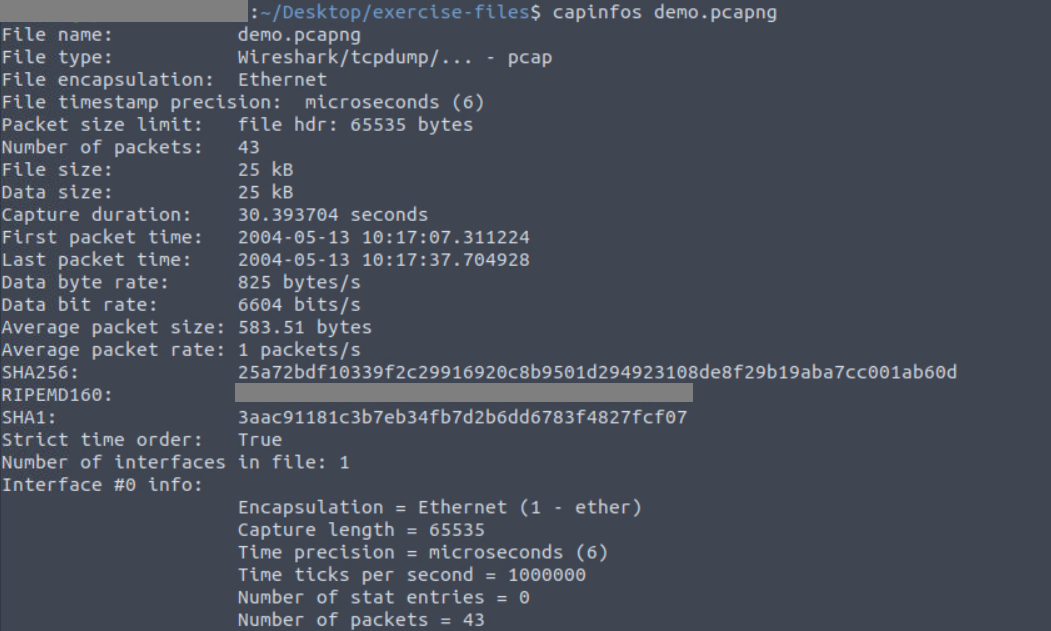 :~/Desktop/exercise-files$ capinfos demo.pcapng
File name: demo.pcapng
File type: Wireshark/tcpdump/... - pcap
File encapsulation: Ethernet
File timestamp precision: microseconds (6)
Packet size limit: file hdr: 65535 bytes
Number of packets: 43
File size: 25 kB
Data size: 25 kB
Capture duration: 30.393704 seconds
First packet time: 2004-05-13 10:17:07.311224
Last packet time: 2004-05-13 10:17:37.704928
Data byte rate: 825 bytes/s
Data bit rate: 6604 bits/s
Average packet size: 583.51 bytes
Average packet rate: 1 packets/s
SHA256: 25a72bdf10339f2c29916920c8b9501d294923108de8f29b19aba7cc001ab60d
RIPEMD160:
SHA1: 3aac91181c3b7eb34fb7d2b6dd6783f4827fcf07
Strict time order: True
Number of interfaces in file: 1
Interface #0 info:
Encapsulation = Ethernet (1 - ether)
Capture length = 65535
Time precision = microseconds (6)
Time ticks per second = 1000000
Number of stat entries = 0
Number of packets = 43